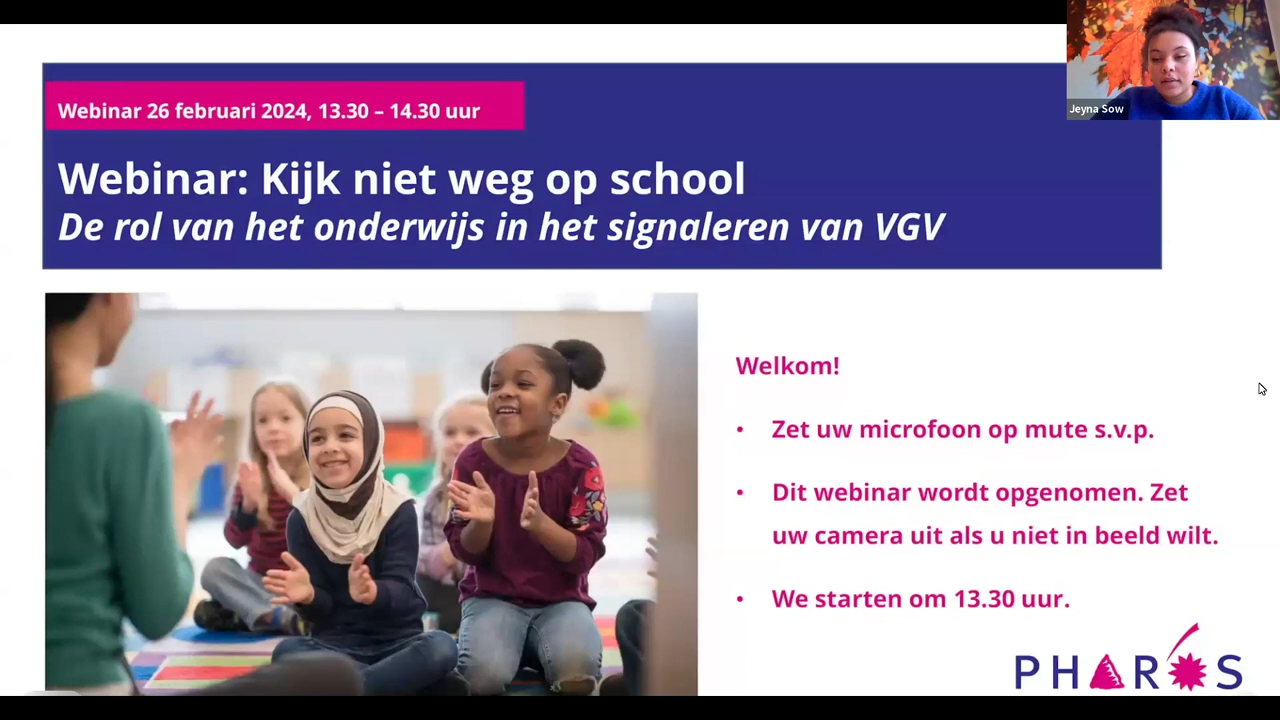 Jeyna Sow
Webinar 26 februari 2024, 13.30 – 14.30 uur
Webinar: Kijk niet weg op school
De rol van het onderwijs in het signaleren van VGV
Welkom!
• Zet uw microfoon op mute s.v.p.
• Dit webinar wordt opgenomen. Zet
uw camera uit als u niet in beeld wilt.
• We starten om 13.30 uur.
PHAROS